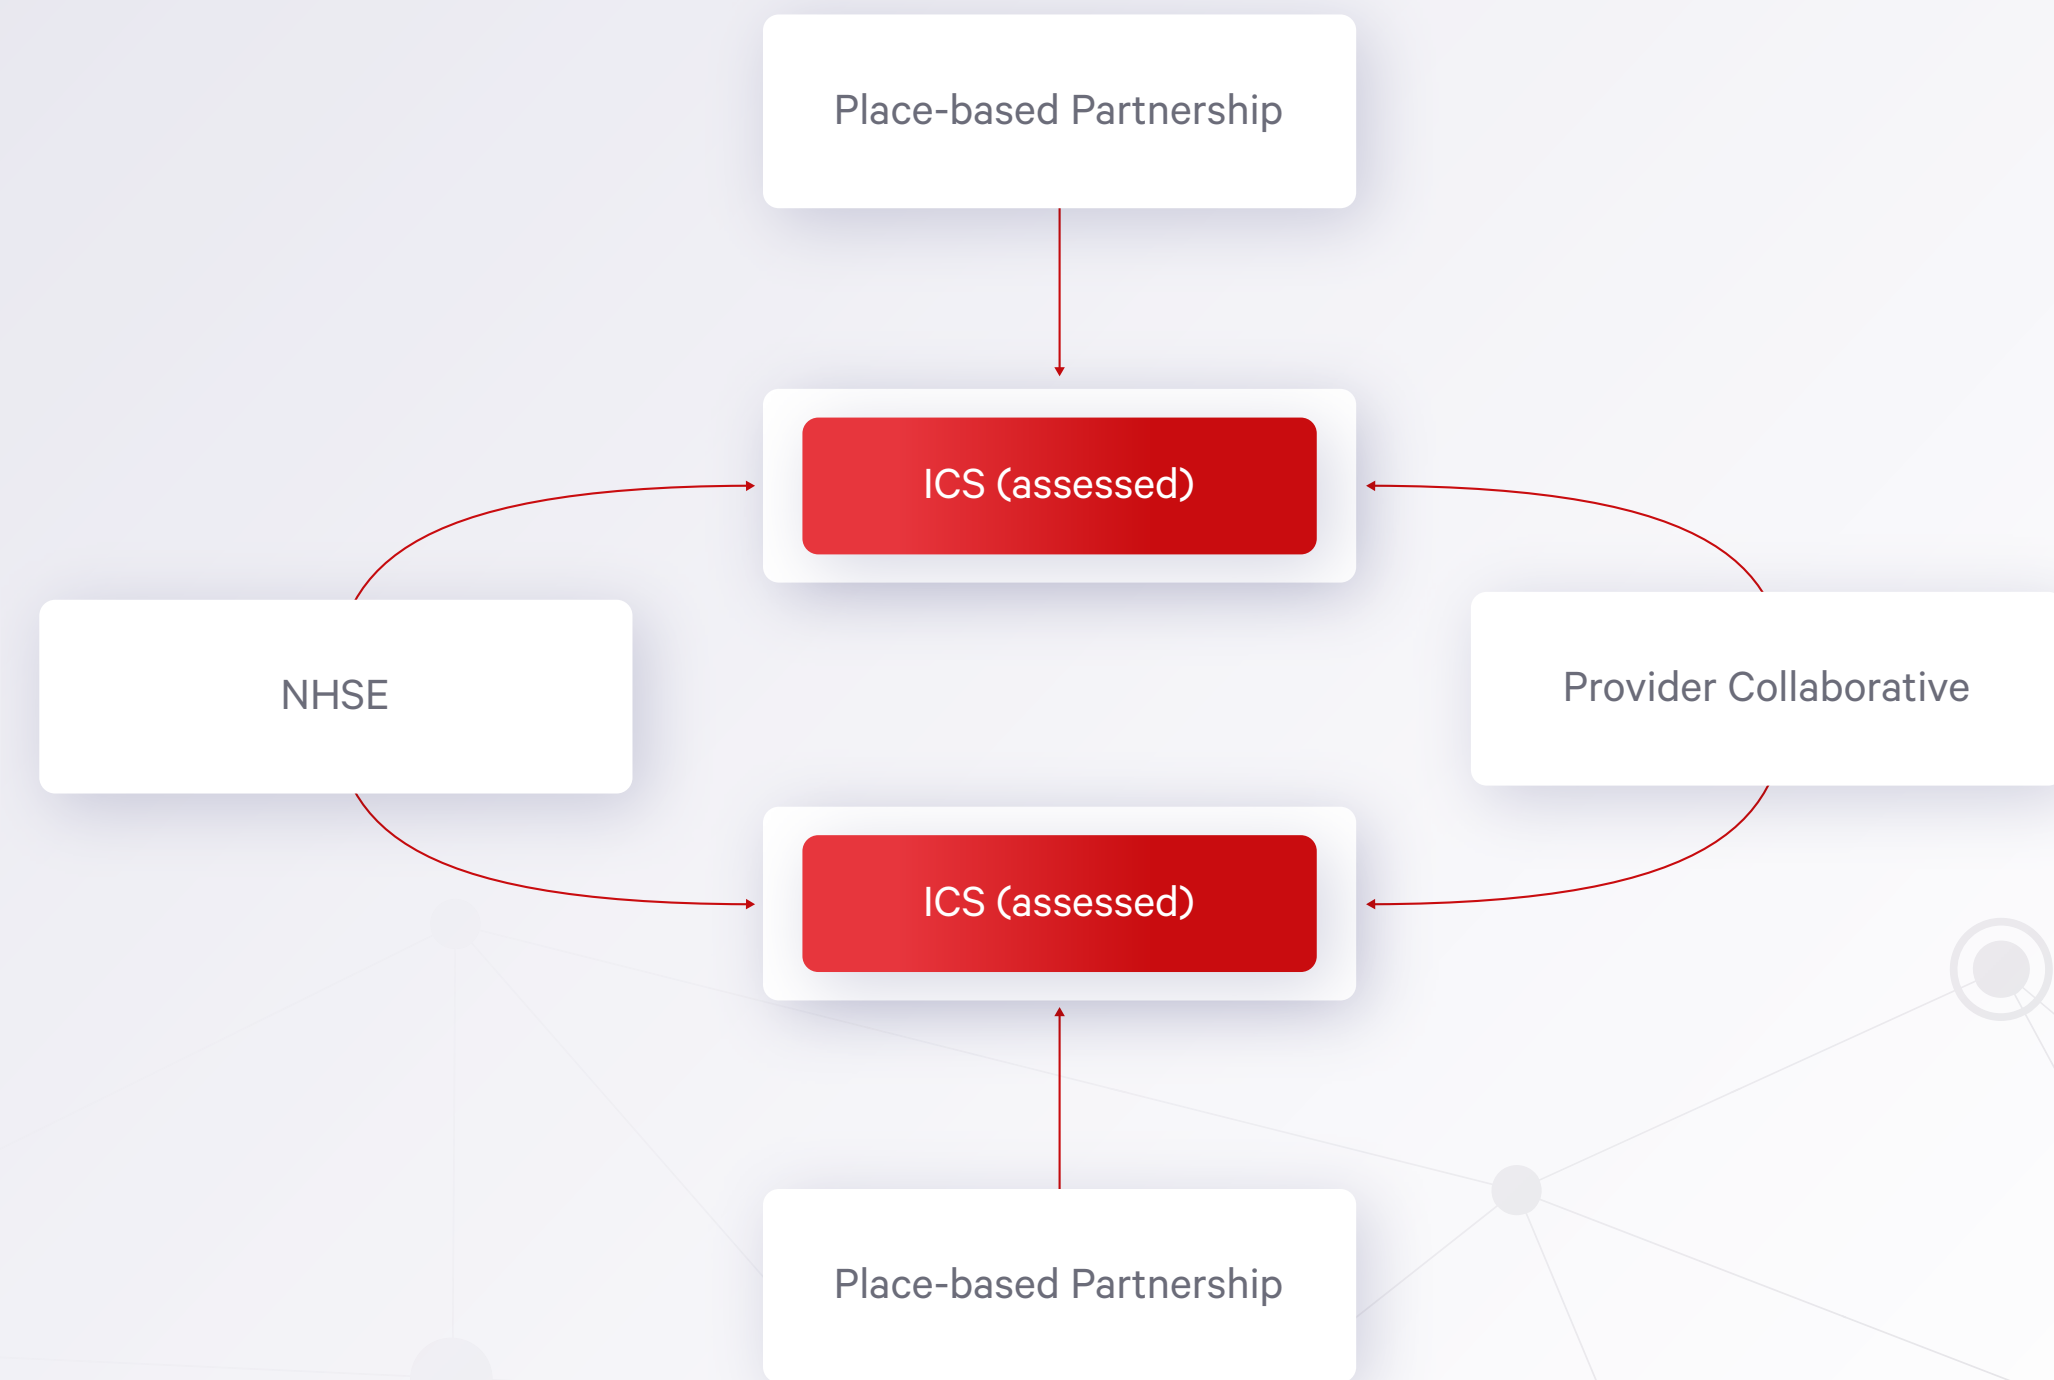 Place-based Partnership
ICS (assessed)
NHSE
Provider Collaborative
ICS (assessed)
Place-based Partnership